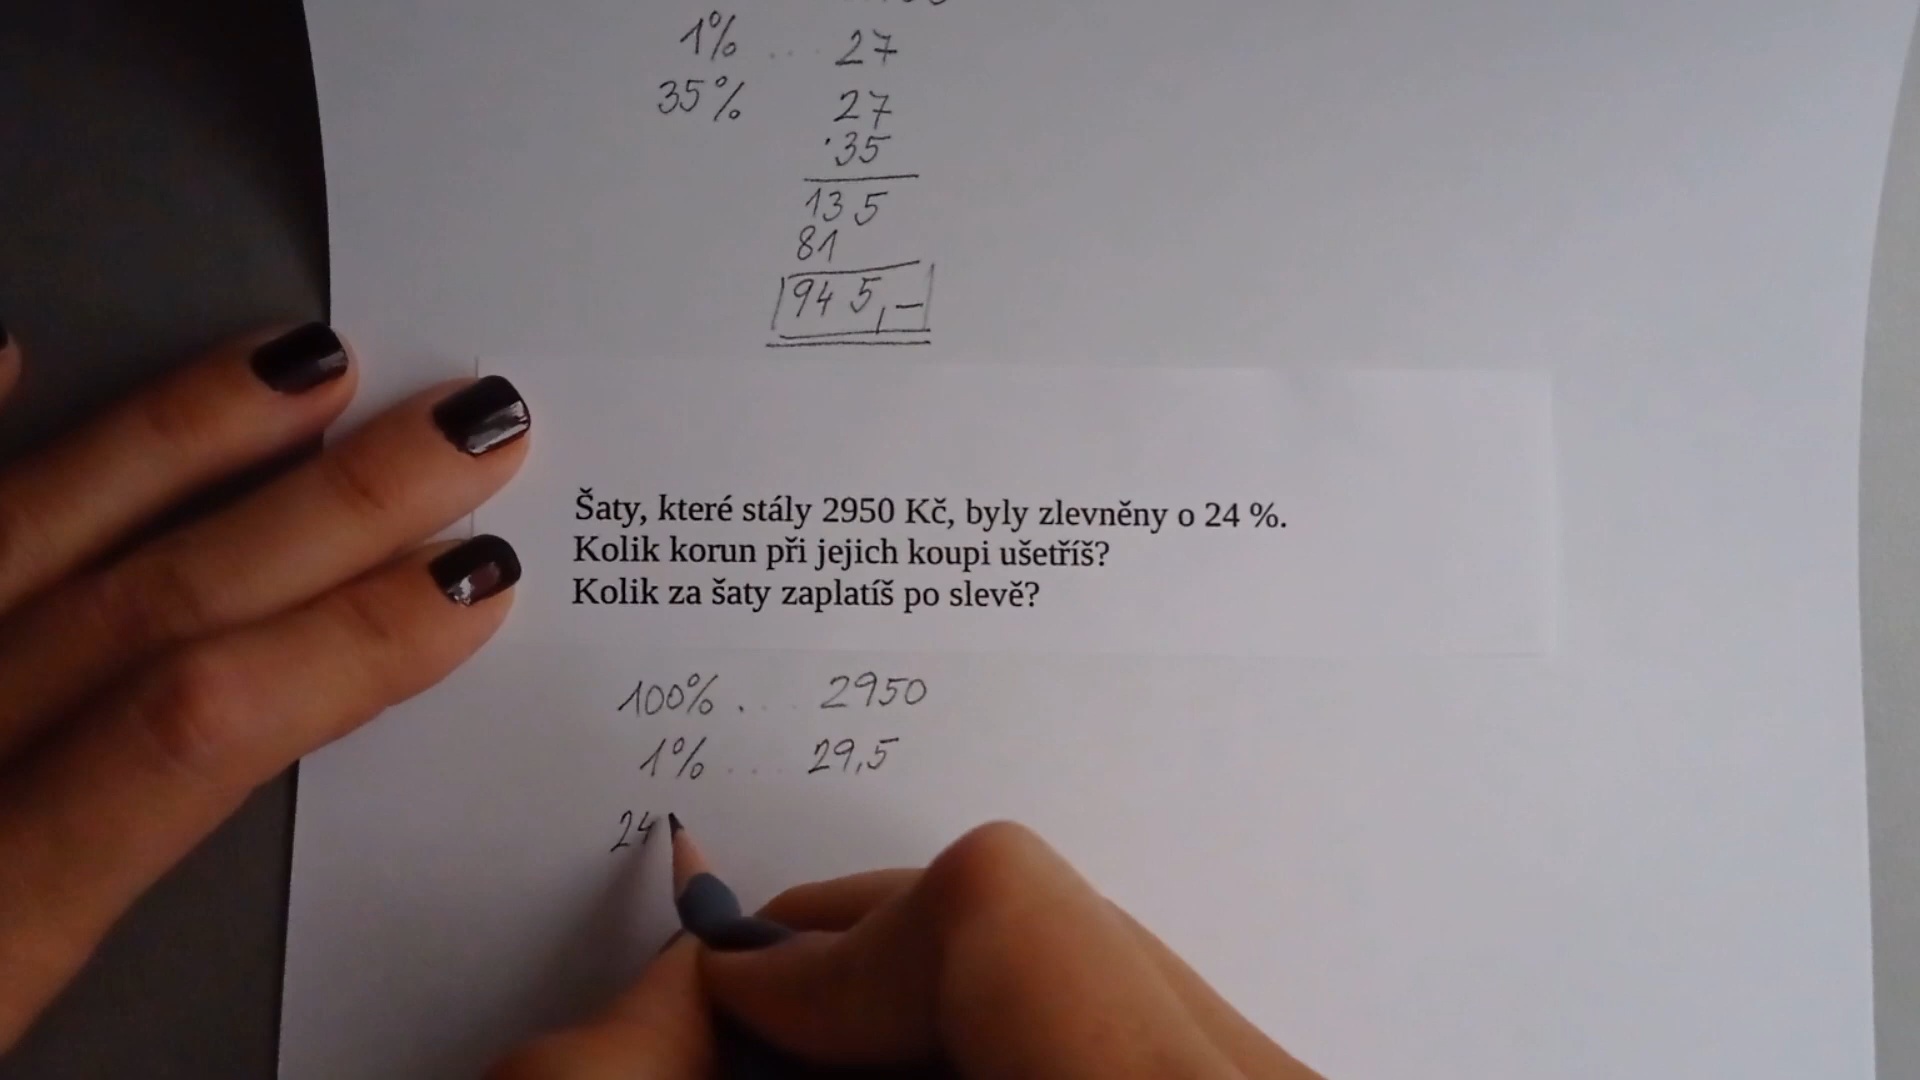 1% .. . 27
35% 27
·35
135
81
945,-
Šaty, které stály 2950 Kč, byly zlevněny o 24 %.
Kolik korun při jejich koupi ušetříš?
Kolik za šaty zaplatíš po slevě?
100% . .. . 2950
1% . .. . 29,5
24